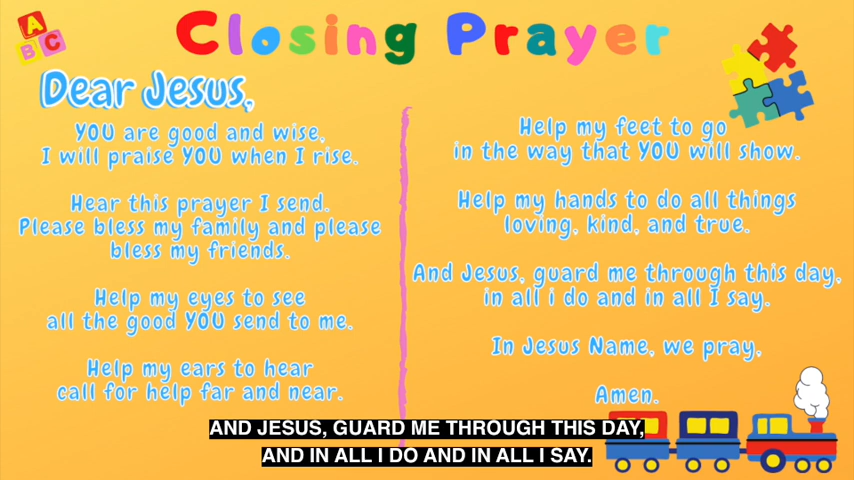 A
B C
Closing Prayer
Dear Jesus,
YOU are good and wise,
I will praise YOU when I rise.
Hear this prayer I send.
Please bless my family and please
bless my friends.
Help my eyes to see
all the good YOU send to me.
Help my ears to hear
call for help far and near.
Help my feet to go
in the way that YOU will show.
Help my hands to do all things
loving, kind, and true.
And Jesus, guard me through this day,
in all i do and in all I say.
In Jesus Name, we pray,
Amen.
AND JESUS, GUARD ME THROUGH THIS DAY,
AND IN ALL I DO AND IN ALL I SAY.